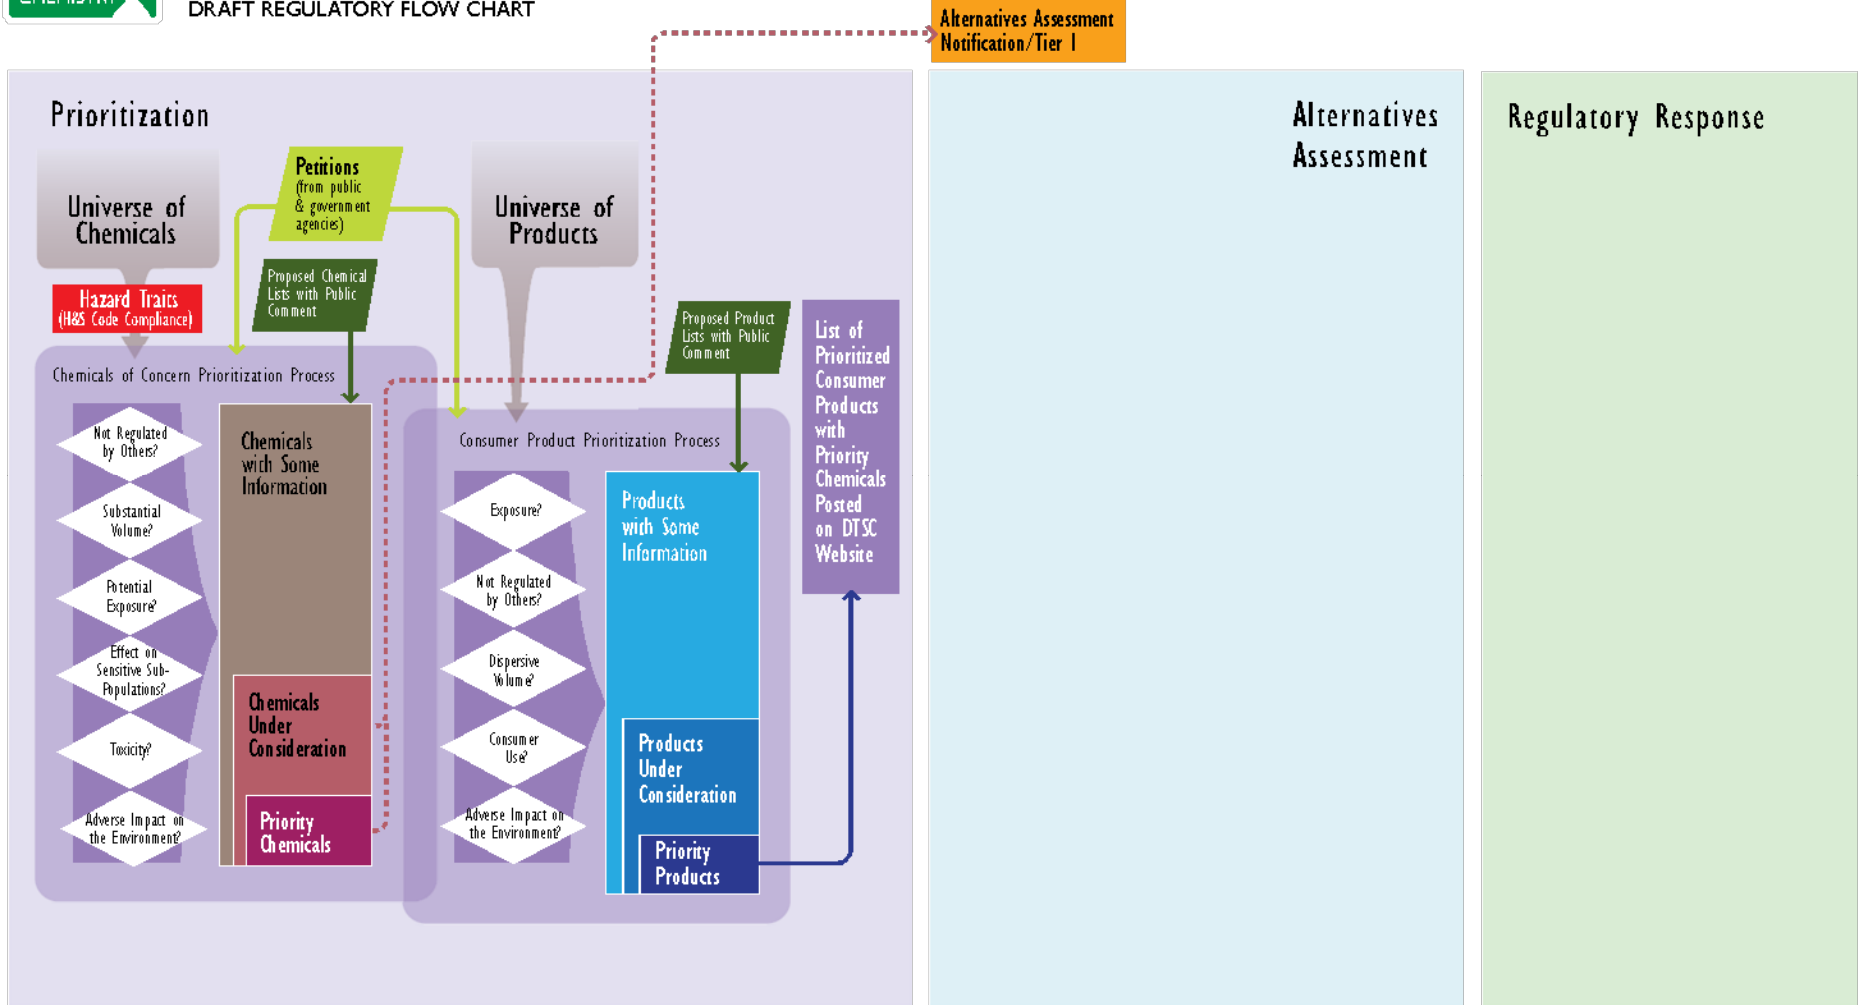 CHEMISTRY
DRAFT REGULATORY FLOW CHART
Alternatives Assessment
Notification/Tier I
Prioritization
Alternatives
Assessment
Regulatory Response
Universe of
Chemicals
Petitions
(from public
& government
agencies)
Universe of
Products
Hazard Traits
(H&S Code Compliance)
Proposed Chemical
Lists with Public
Comment
Proposed Product
Lists with Public
Comment
List of
Prioritized
Consumer
Products
with
Priority
Chemicals
Posted
on DTSC
Website
Chemicals of Concern Prioritization Process
Not Regulated
by Others?
Substantial
Volume?
Potential
Exposure?
Effect on
Sensitive Sub-
Populations?
Toxicity?
Adverse Impact on
the Environment?
Chemicals
with Some
Information
Chemicals
Under
Consideration
Priority
Chemicals
Consumer Product Prioritization Process
Exposure?
Not Regulated
by Others?
Dispersive
Volume?
Consumer
Use?
Adverse Impact on
the Environment?
Products
with Some
Information
Products
Under
Consideration
Priority
Products